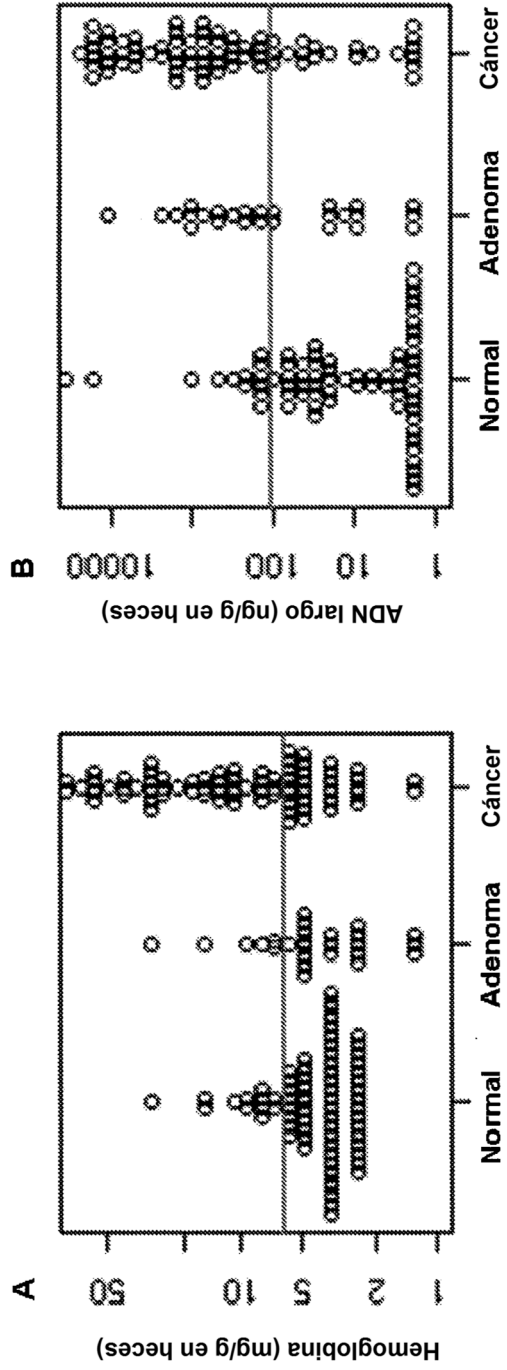 A
Hemoglobina (mg/g en heces)
50
10
5
2
1
Normal
Adenoma
Cáncer
B
ADN largo (ng/g en heces)
10000
100
10
1
Normal
Adenoma
Cáncer